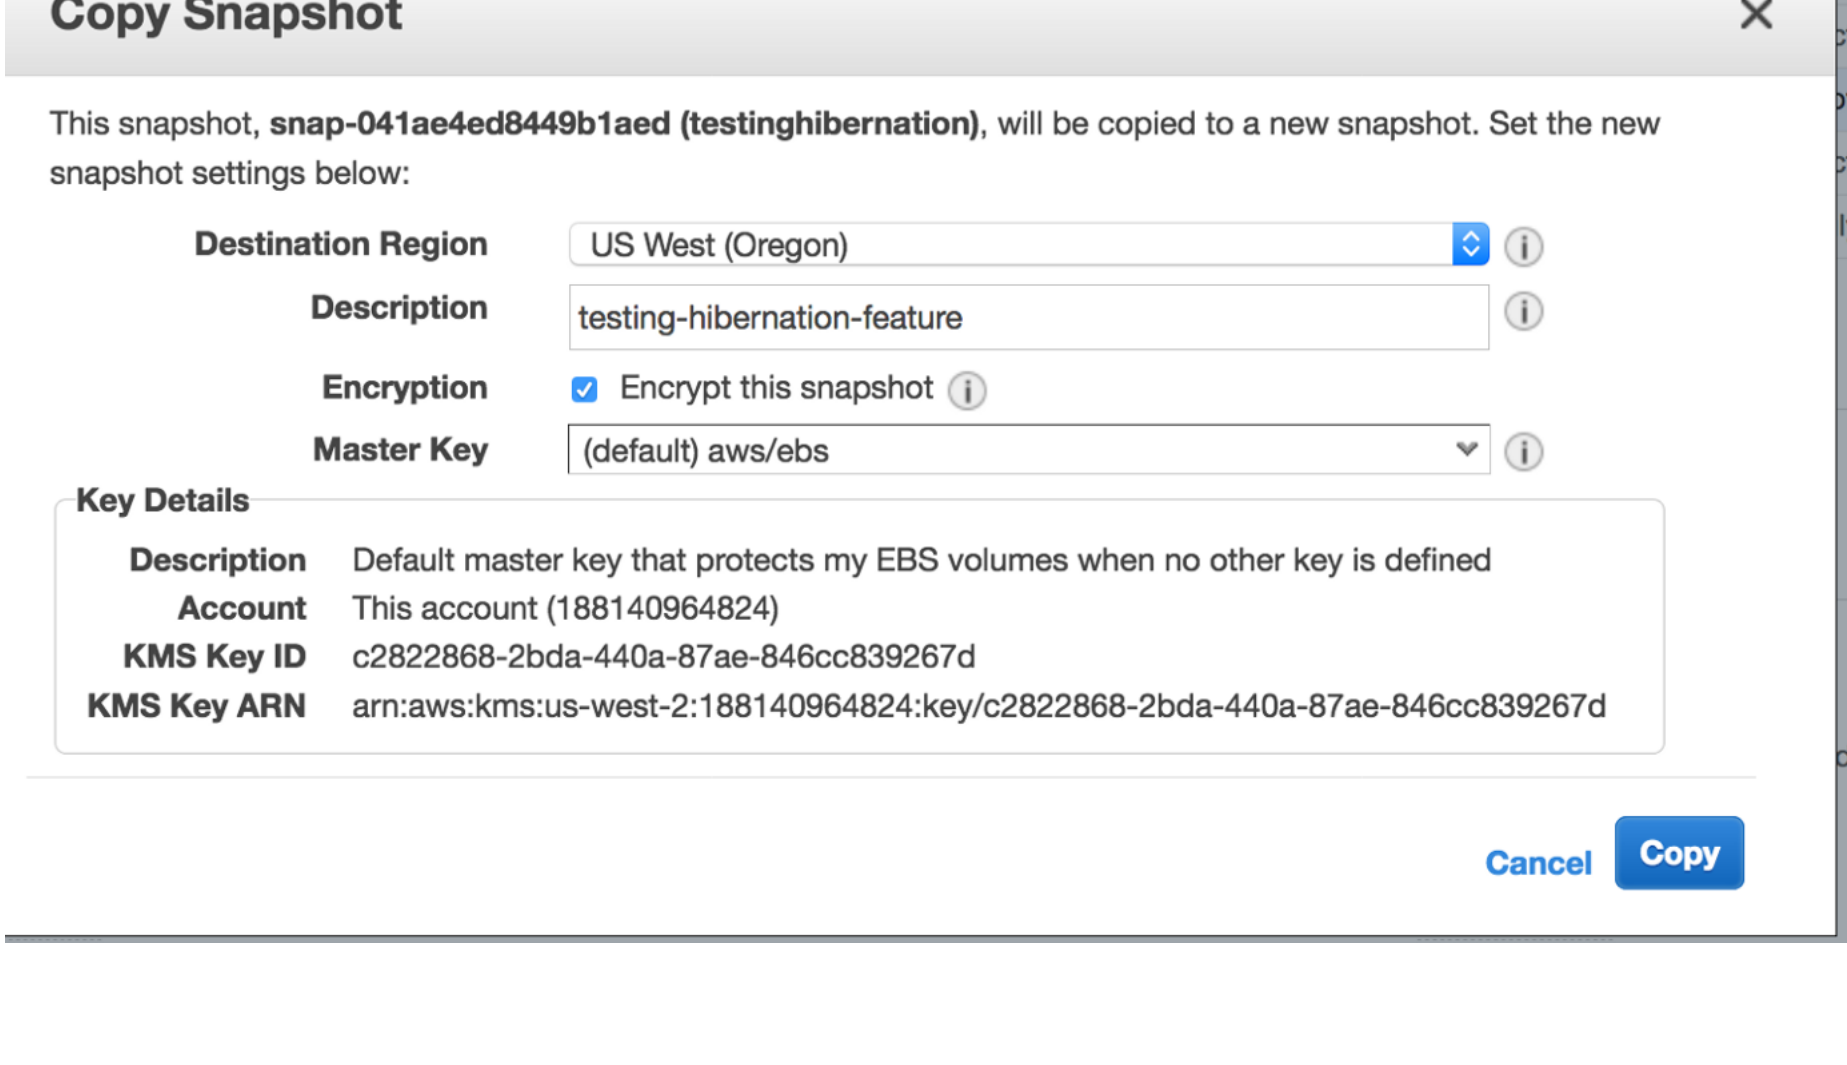 Copy Snapshot
This snapshot, snap-041ae4ed8449b1aed (testinghibernation), will be copied to a new snapshot. Set the new
snapshot settings below:
Destination Region US West (Oregon)
Description testing-hibernation-feature
Encryption Encrypt this snapshot
Master Key (default) aws/ebs
Key Details
Description Default master key that protects my EBS volumes when no other key is defined
Account This account (188140964824)
KMS Key ID c2822868-2bda-440a-87ae-846cc839267d
KMS Key ARN arn:aws:kms:us-west-2:188140964824:key/c2822868-2bda-440a-87ae-846cc839267d
Cancel Copy